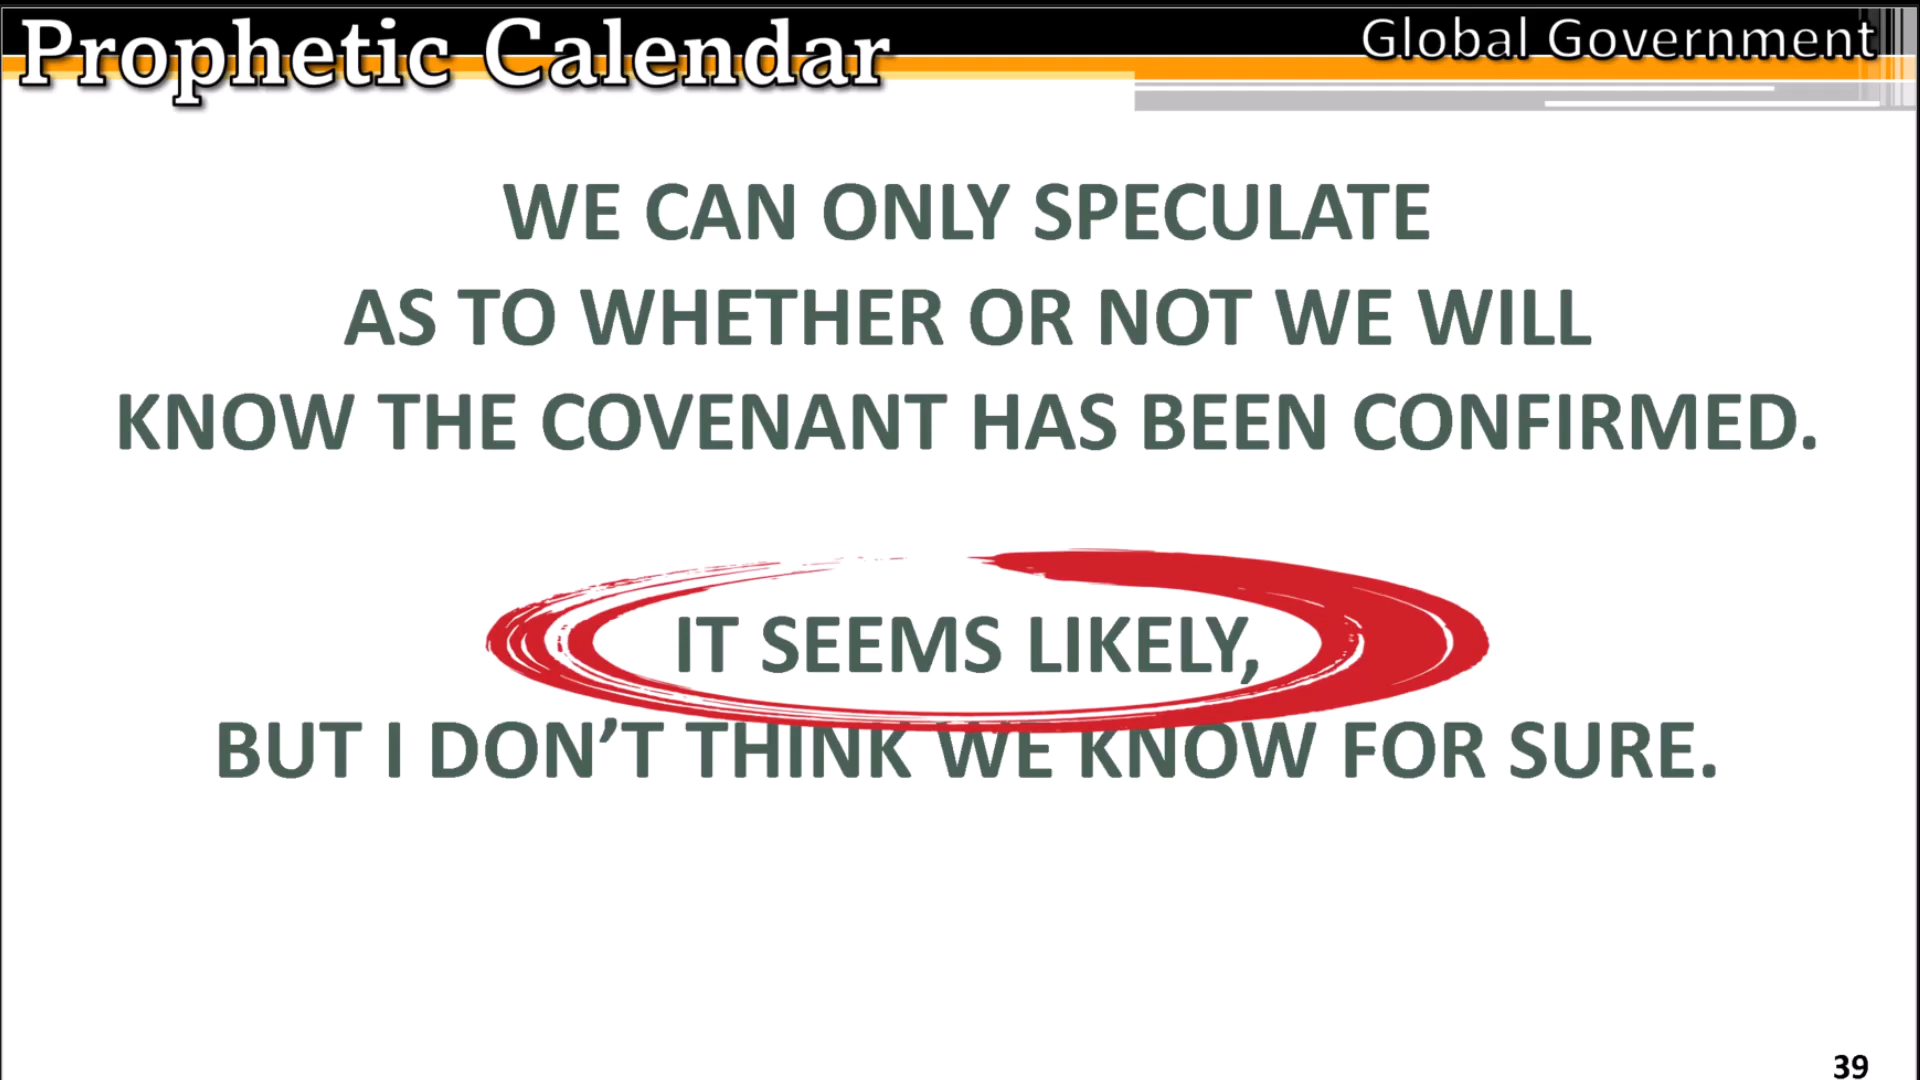 Prophetic Calendar
Global Government
WE CAN ONLY SPECULATE
AS TO WHETHER OR NOT WE WILL
KNOW THE COVENANT HAS BEEN CONFIRMED.
IT SEEMS LIKELY,
BUT I DON’T THINK WE KNOW FOR SURE.
39